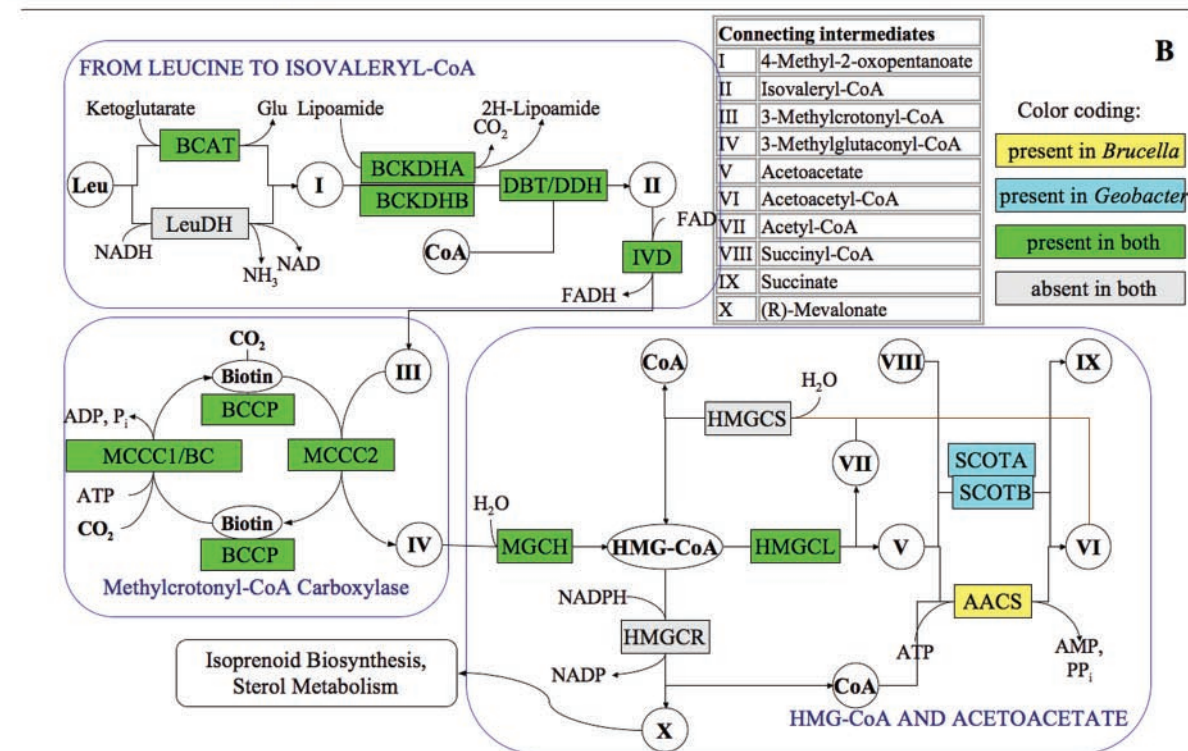 B
Connecting intermediates
I 4-Methyl-2-oxopentanoate
II Isovaleryl-CoA
III 3-Methylcrotonyl-CoA
IV 3-Methylglutaconyl-CoA
V Acetoacetate
VI Acetoacetyl-CoA
VII Acetyl-CoA
VIII Succinyl-CoA
IX Succinate
X (R)-Mevalonate
Color coding:
present in Brucella
present in Geobacter
present in both
absent in both
FROM LEUCINE TO ISOVALERYL-CoA
Ketoglutarate
Glu
Lipoamide
CO2
2H-Lipoamide
BCAT
BCKDHA
BCKDHB
DBT/DDH
Leu
I
II
LeuDH
NADH
NH3
NAD
CoA
FAD
IVD
FADH
CO2
Biotin
BCCP
III
ADP, Pi
MCCC1/BC
MCCC2
ATP
CO2
Biotin
BCCP
IV
Methylcrotonyl-CoA Carboxylase
CoA
VIII
IX
H2O
HMGCS
VII
SCOTA
SCOTB
H2O
MGCH
HMG-CoA
HMGCL
V
VI
NADPH
HMGCR
NADP
AACS
ATP
AMP,
PPi
CoA
X
HMG-CoA AND ACETOACETATE
Isoprenoid Biosynthesis,
Sterol Metabolism